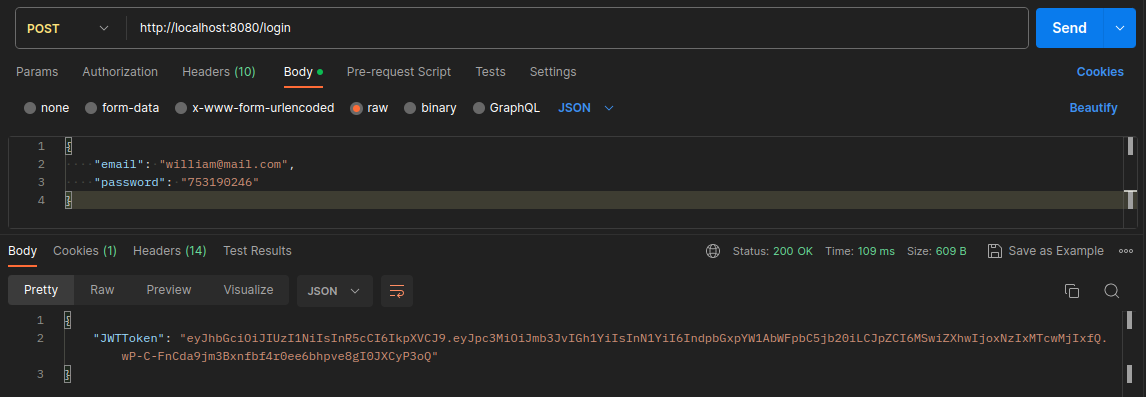 POST http://localhost:8080/login Send
Params Authorization Headers (10) Body Pre-request Script Tests Settings Cookies
none form-data x-www-form-urlencoded raw binary GraphQL JSON Beautify
1 {
2 "email": "william@mail.com",
3 "password": "753190246"
4 }
Body Cookies (1) Headers (14) Test Results Status: 200 OK Time: 109 ms Size: 609 B Save as Example
Pretty Raw Preview Visualize JSON
1 {
2 "JWTToken": "eyJhbGciOiJIUzI1NiIsInR5cCI6IkpXVCJ9.eyJpc3MiOiJmb3JvIGh1YiIsInN1YiI6IndpbGxpYW1AbWFpbC5jb20iLCJpZCI6MSwiZXhwIjoxNzIxMTcwMjIxfQ.
wP-C-FnCda9jm3Bxnfbf4r0ee6bhpve8gI0JXCyP3oQ"
3 }